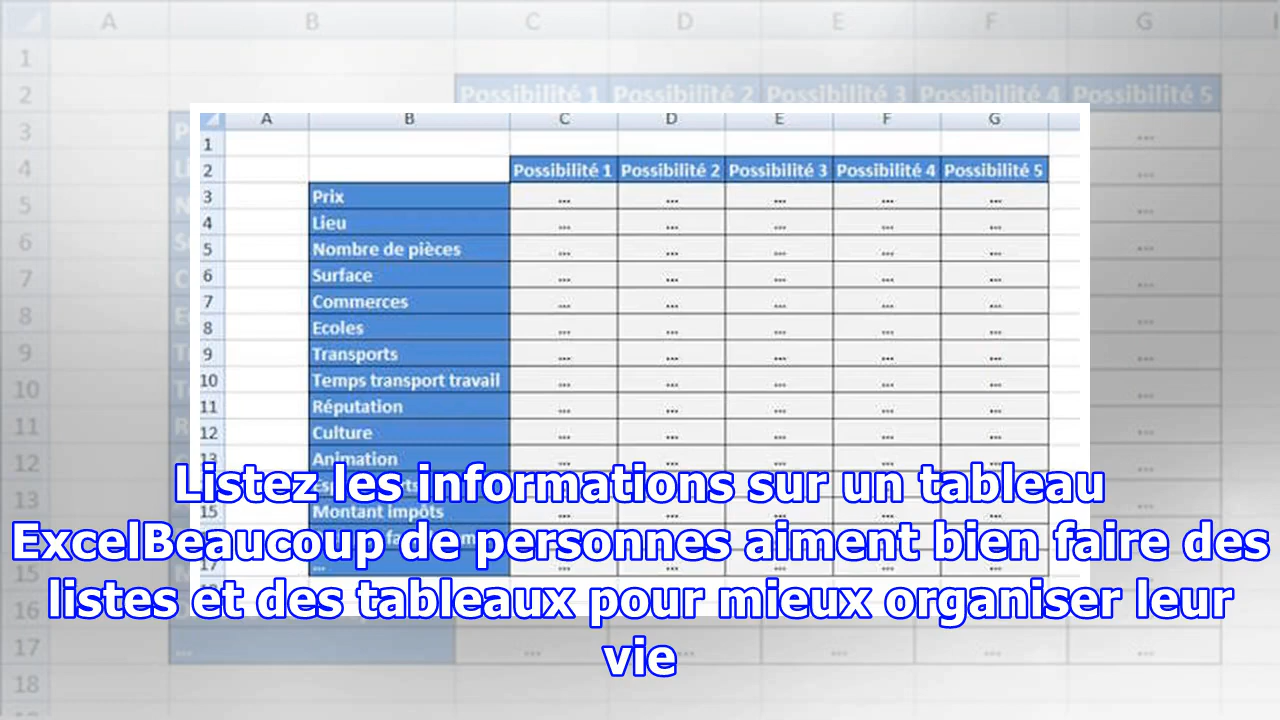 A B C D E F G
1
2 Possibilité 1 Possibilité 2 Possibilité 3 Possibilité 4 Possibilité 5
3 Prix ... ... ... ... ...
4 Lieu ... ... ... ... ...
5 Nombre de pièces ... ... ... ... ...
6 Surface ... ... ... ... ...
7 Commerces ... ... ... ... ...
8 Ecoles ... ... ... ... ...
9 Transports ... ... ... ... ...
10 Temps transport travail ... ... ... ... ...
11 Réputation ... ... ... ... ...
12 Culture ... ... ... ... ...
13 Animation
15 Montant impôts
17 ...
Listez les informations sur un tableau
ExcelBeaucoup de personnes aiment bien faire des
listes et des tableaux pour mieux organiser leur
vie